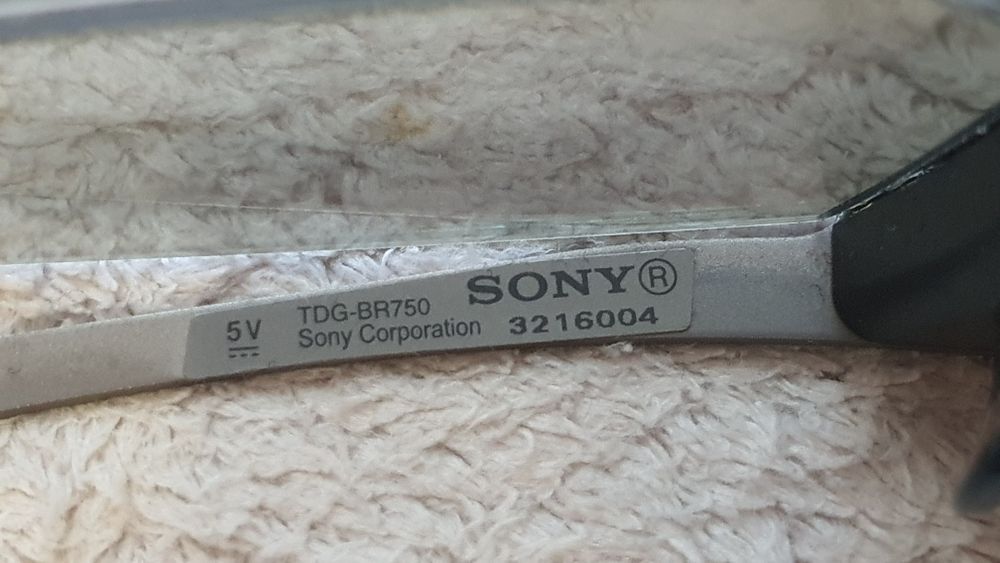 5V
TDG-BR750
Sony Corporation
SONY®
3216004